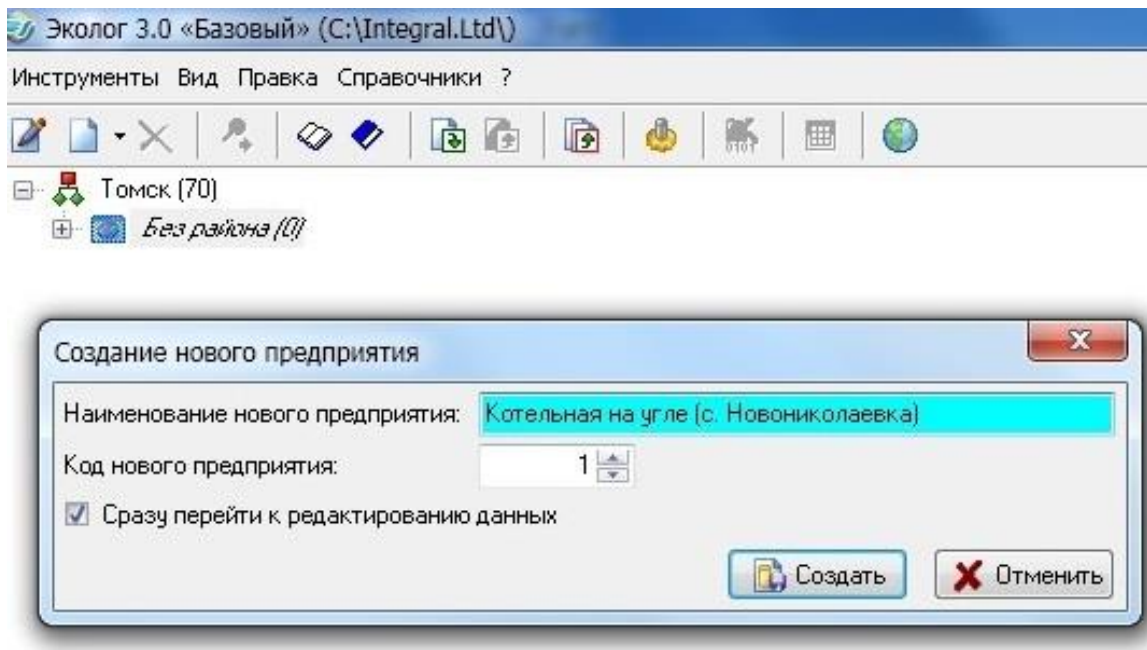 Эколог 3.0 «Базовый» (C:\Integral.Ltd\)
Инструменты Вид Правка Справочники ?
Томск (70)
Без района (0)
Создание нового предприятия
Наименование нового предприятия: Котельная на угле (с. Новониколаевка)
Код нового предприятия: 1
Сразу перейти к редактированию данных
Создать Отменить